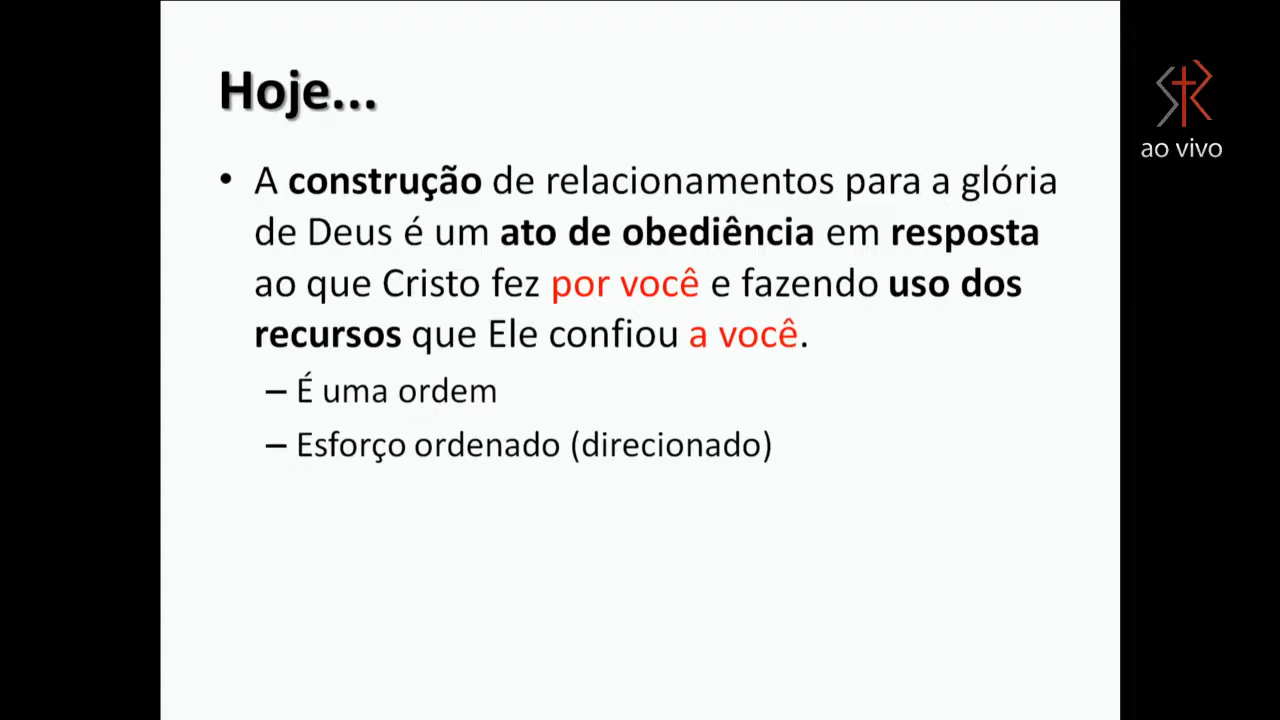 Hoje...
• A construção de relacionamentos para a glória
de Deus é um ato de obediência em resposta
ao que Cristo fez por você e fazendo uso dos
recursos que Ele confiou a você.
– É uma ordem
– Esforço ordenado (direcionado)
ao vivo